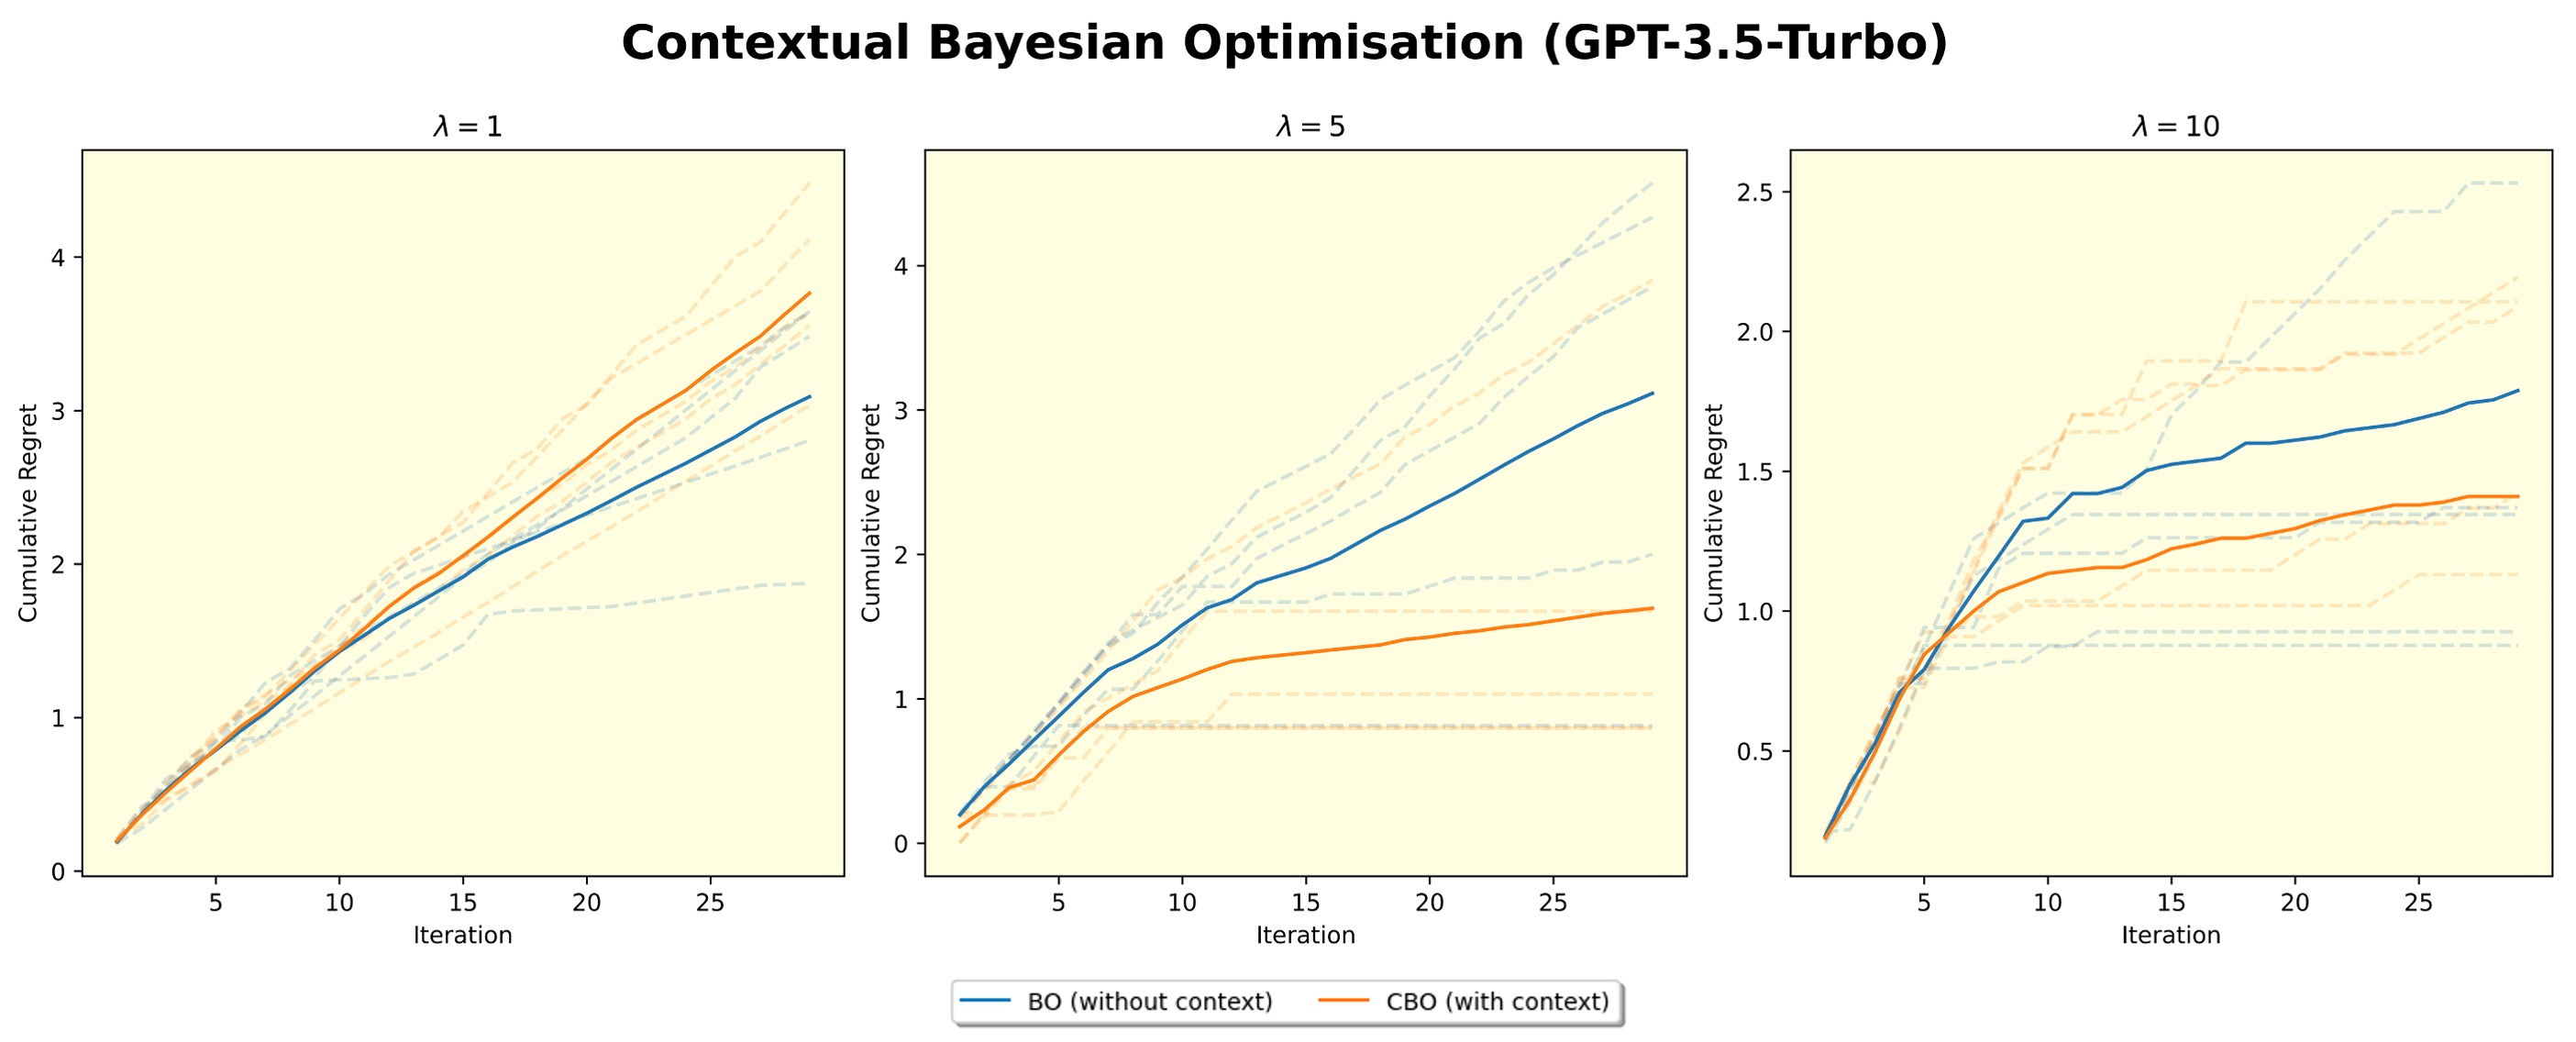 Contextual Bayesian Optimisation (GPT-3.5-Turbo)
λ = 1
Cumulative Regret
4
3
2
1
0
5 10 15 20 25
Iteration
λ = 5
Cumulative Regret
4
3
2
1
0
5 10 15 20 25
Iteration
λ = 10
Cumulative Regret
2.5
2.0
1.5
1.0
0.5
5 10 15 20 25
Iteration
BO (without context) CBO (with context)